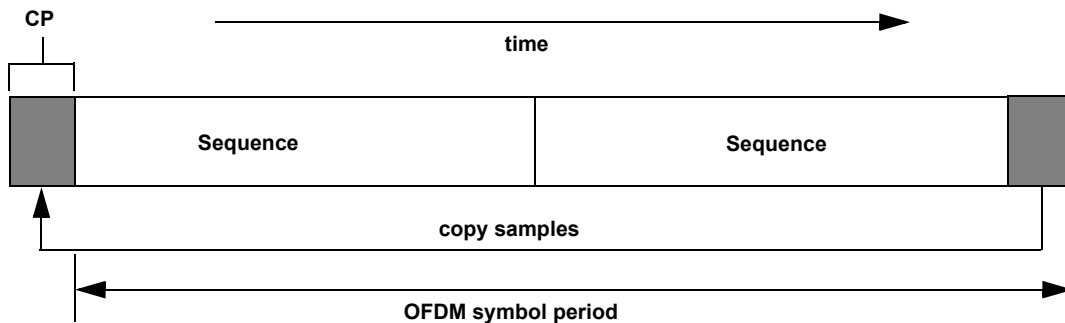 CP
time
Sequence
Sequence
copy samples
OFDM symbol period